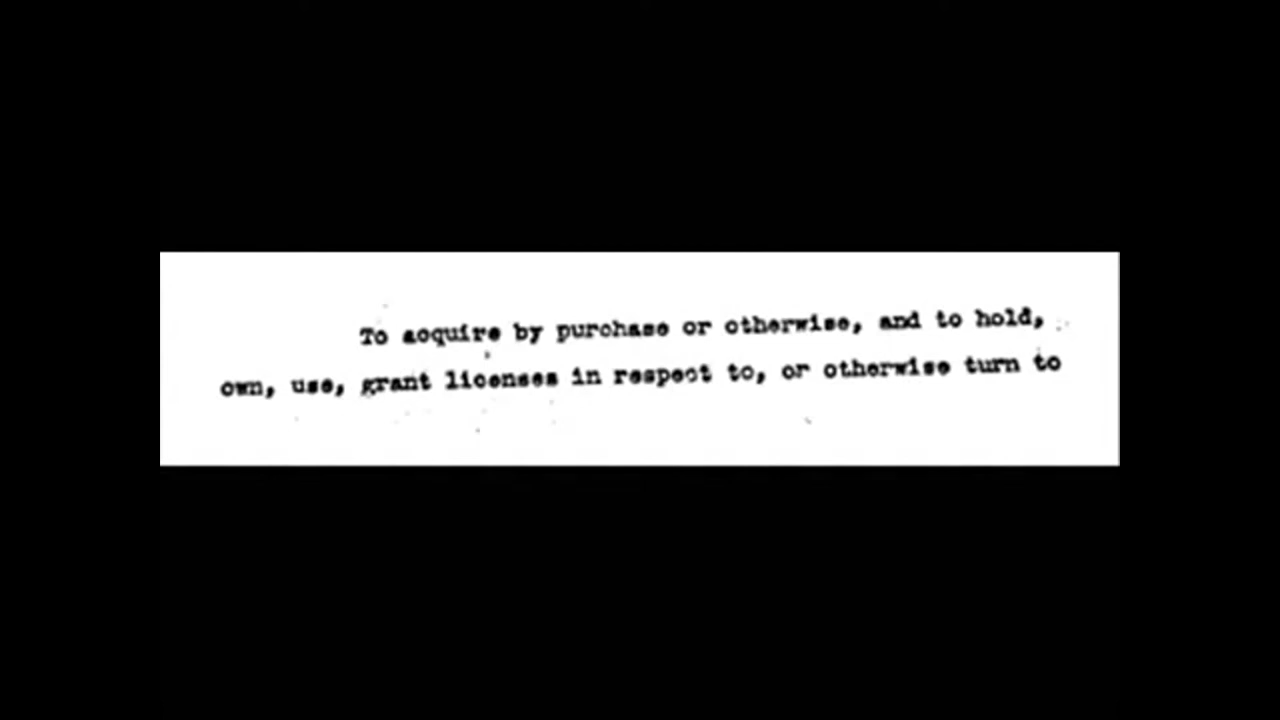 To acquire by purchase or otherwise, and to hold,
own, use, grant licenses in respect to, or otherwise turn to